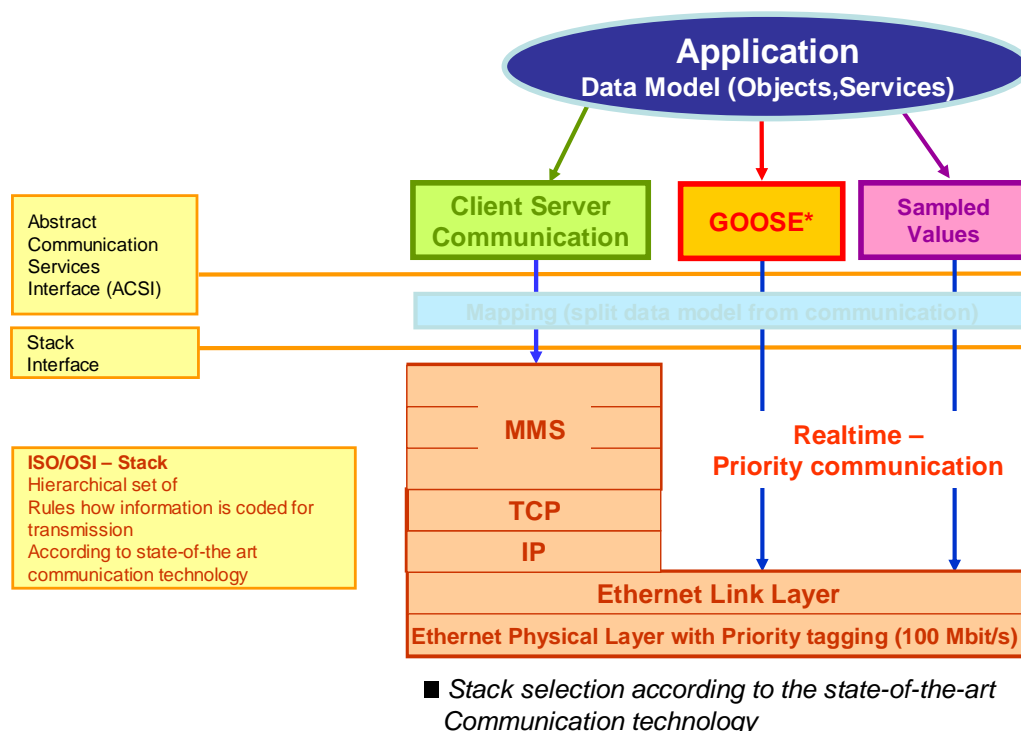 Application
Data Model (Objects,Services)
Client Server
Communication
GOOSE*
Sampled
Values
Abstract
Communication
Services
Interface (ACSI)
Mapping (split data model from communication)
Stack
Interface
MMS
Realtime –
Priority communication
ISO/OSI – Stack
Hierarchical set of
Rules how information is coded for
transmission
According to state-of-the art
communication technology
TCP
IP
Ethernet Link Layer
Ethernet Physical Layer with Priority tagging (100 Mbit/s)
■ Stack selection according to the state-of-the-art
Communication technology